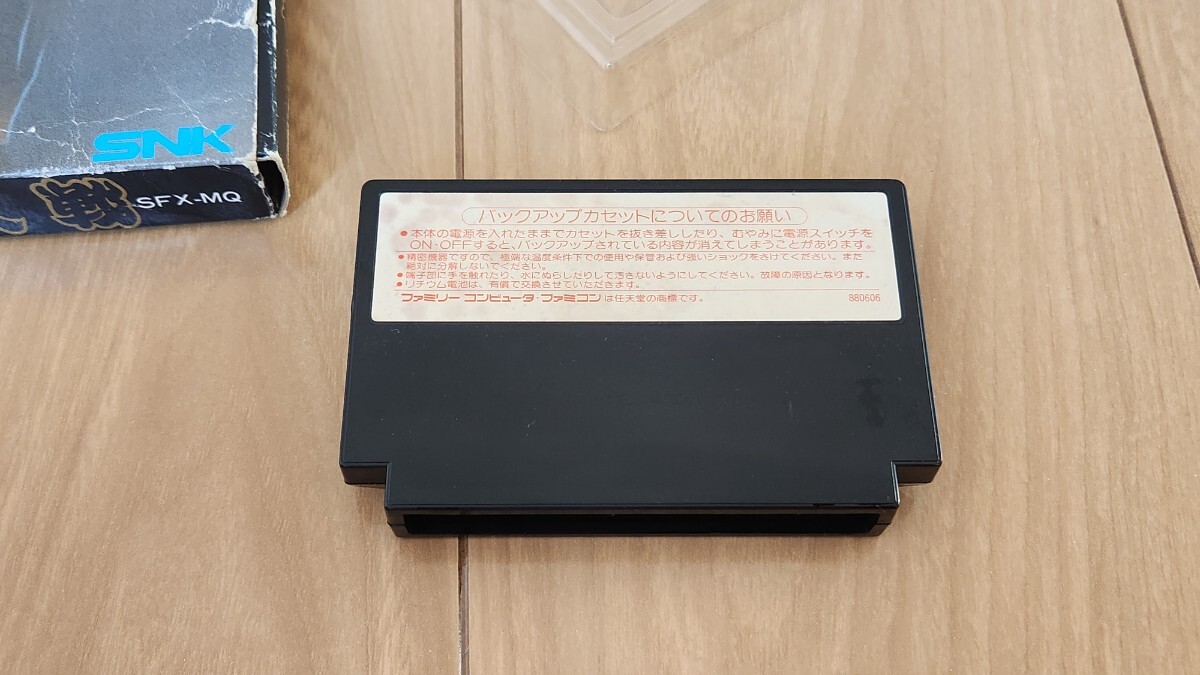 SNK
戦
SFX-MQ
バックアップカセットについてのお願い
●本体の電源を入れたままでカセットを抜き差ししたり、むやみに電源スイッチを
ON・OFFすると、バックアップされている内容が消えてしまうことがあります。
●精密機器ですので、極端な温度条件下での使用や保管および強いショックをさけてください。また
絶対に分解しないでください。
●端子部に手を触れたり、水にぬらしたりして汚さないようにしてください。故障の原因となります。
●リチウム電池は、有償で交換させていただきます。
ファミリーコンピュータ・ファミコンは任天堂の商標です。
880606